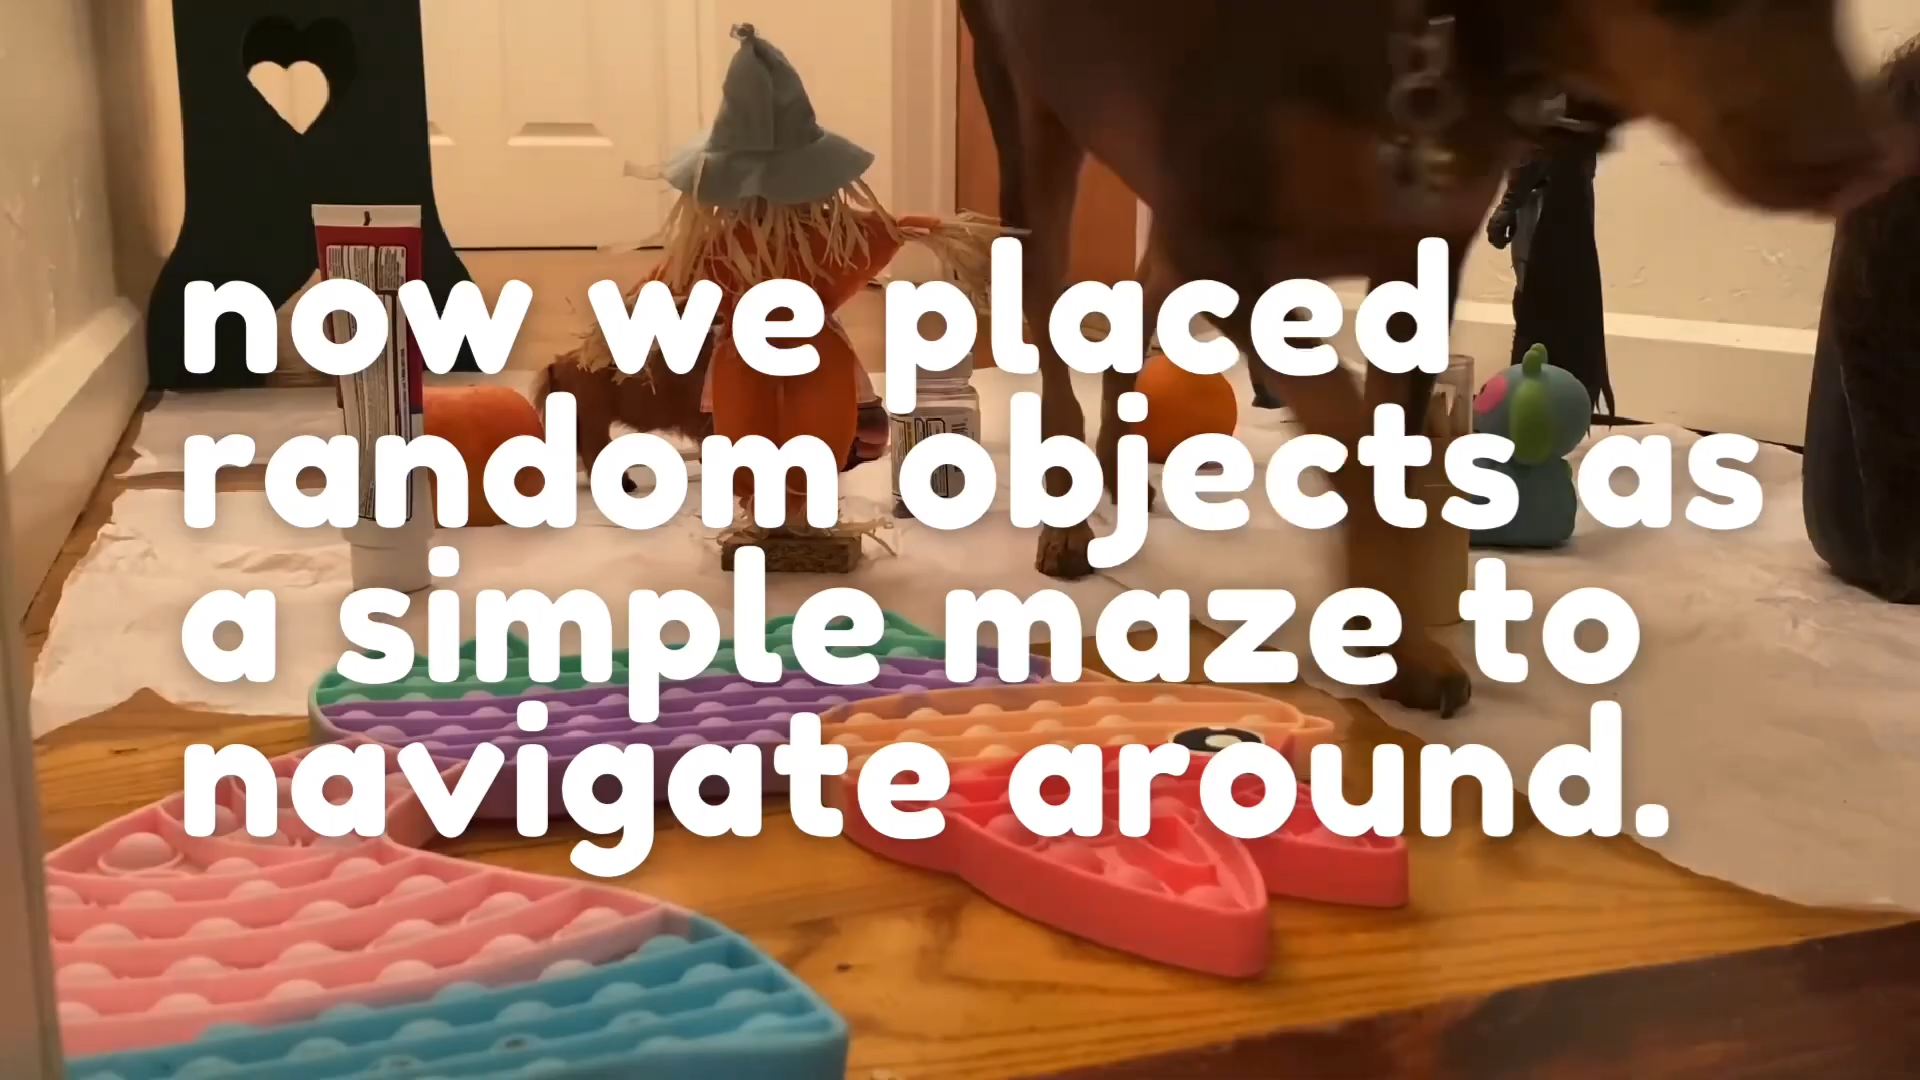 now we placed
random objects as
a simple maze to
navigate around.